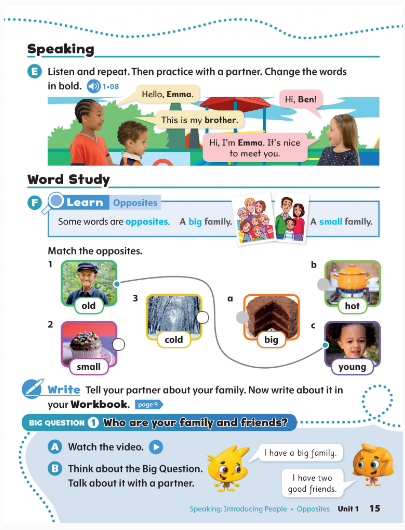 Speaking
E Listen and repeat. Then practice with a partner. Change the words
in bold. 1•08
Hello, Emma.
Hi, Ben!
This is my brother.
Hi, I'm Emma. It's nice
to meet you.
Word Study
F Learn Opposites
Some words are opposites. A big family. A small family.
Match the opposites.
1
old
2
small
3
cold
a
big
b
hot
c
young
Write Tell your partner about your family. Now write about it in
your Workbook. page 9
BIG QUESTION 1 Who are your family and friends?
A Watch the video.
B Think about the Big Question.
Talk about it with a partner.
I have a big family.
I have two
good friends.
Speaking: Introducing People • Opposites Unit 1 15